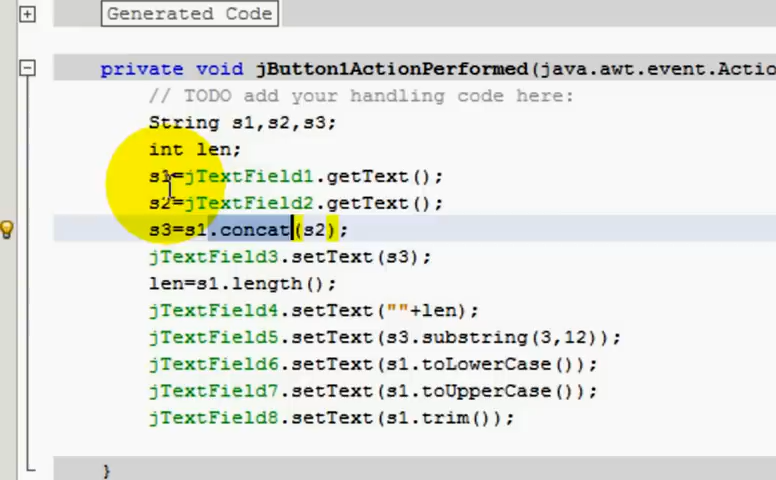 Generated Code
private void jButton1ActionPerformed(java.awt.event.Actio
// TODO add your handling code here:
String s1,s2,s3;
int len;
s1=jTextField1.getText();
s2=jTextField2.getText();
s3=s1.concat(s2);
jTextField3.setText(s3);
len=s1.length();
jTextField4.setText(""+len);
jTextField5.setText(s3.substring(3,12));
jTextField6.setText(s1.toLowerCase());
jTextField7.setText(s1.toUpperCase());
jTextField8.setText(s1.trim());
}